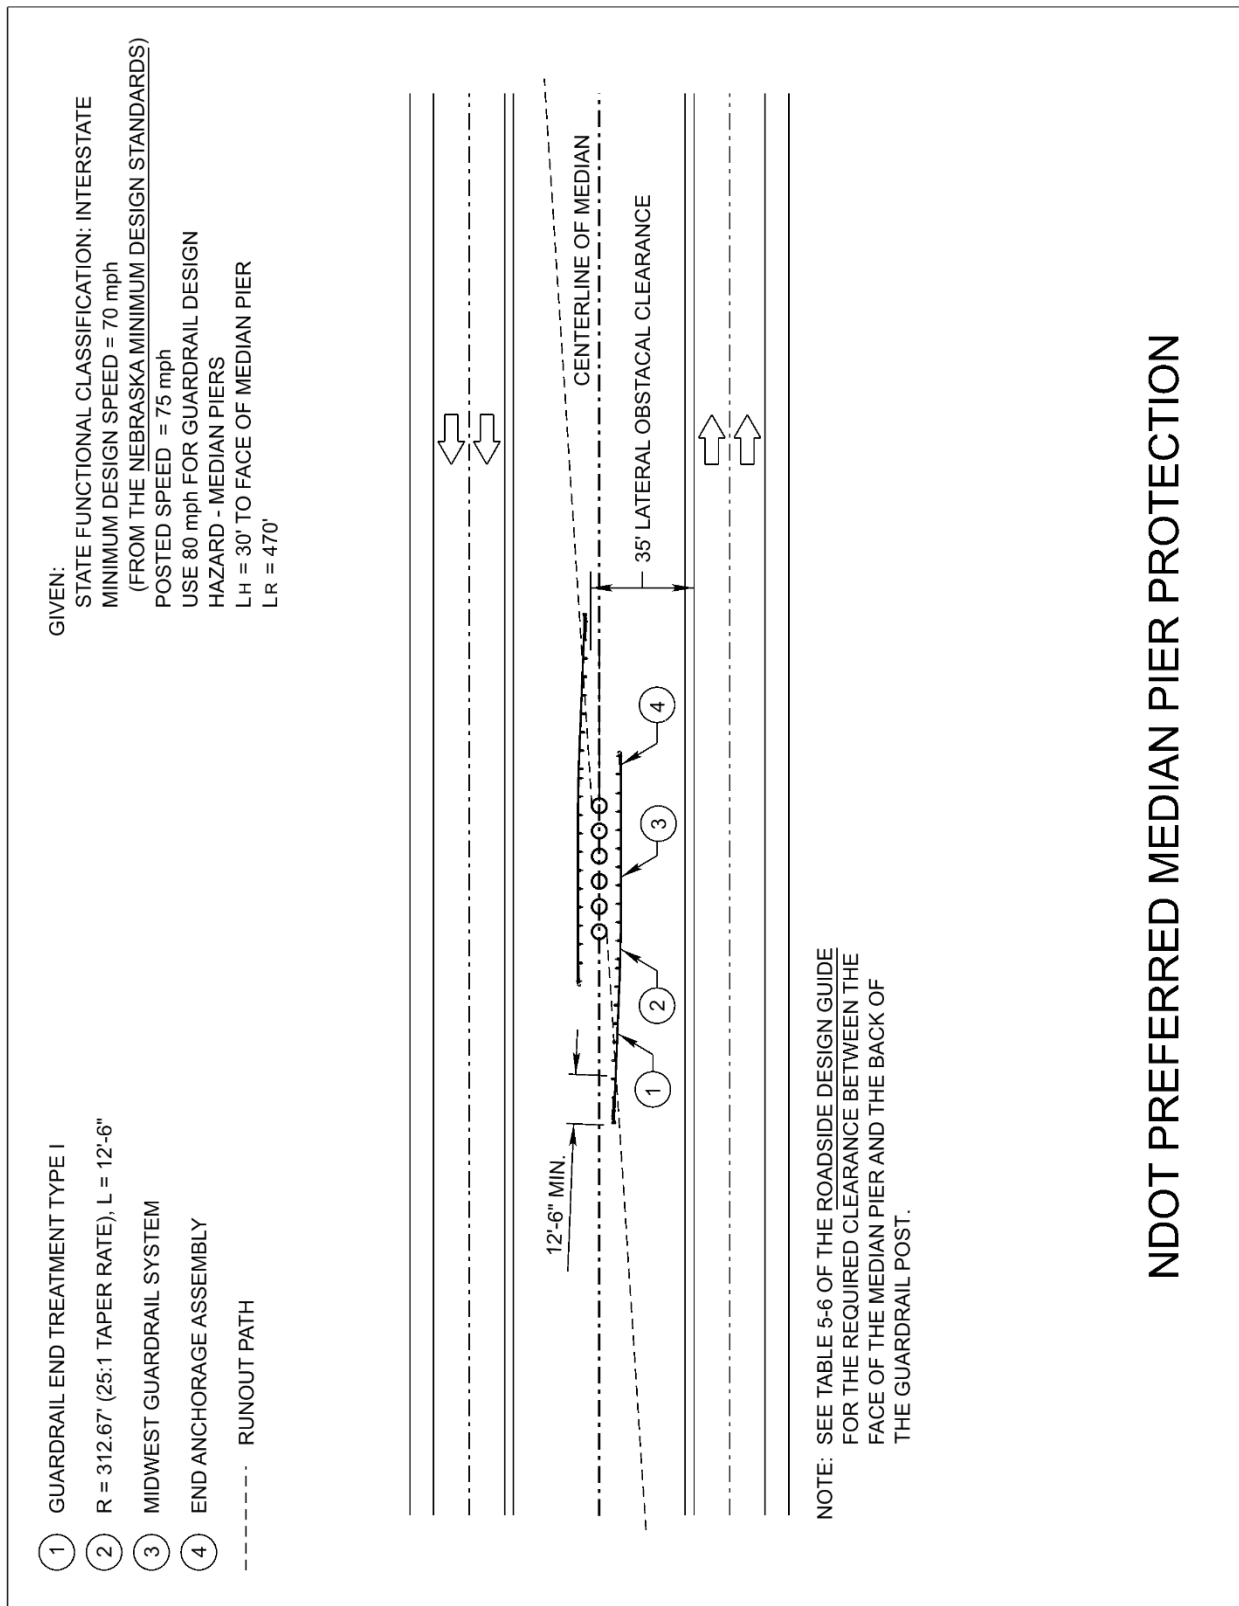 1 GUARDRAIL END TREATMENT TYPE I
2 R = 312.67' (25:1 TAPER RATE), L = 12'-6"
3 MIDWEST GUARDRAIL SYSTEM
4 END ANCHORAGE ASSEMBLY
RUNOUT PATH
GIVEN:
STATE FUNCTIONAL CLASSIFICATION: INTERSTATE
MINIMUM DESIGN SPEED = 70 mph
(FROM THE NEBRASKA MINIMUM DESIGN STANDARDS)
POSTED SPEED = 75 mph
USE 80 mph FOR GUARDRAIL DESIGN
HAZARD - MEDIAN PIERS
LH = 30' TO FACE OF MEDIAN PIER
LR = 470'
12'-6" MIN.
CENTERLINE OF MEDIAN
35' LATERAL OBSTACAL CLEARANCE
1
2
3
4
NOTE: SEE TABLE 5-6 OF THE ROADSIDE DESIGN GUIDE
FOR THE REQUIRED CLEARANCE BETWEEN THE
FACE OF THE MEDIAN PIER AND THE BACK OF
THE GUARDRAIL POST.
NDOT PREFERRED MEDIAN PIER PROTECTION